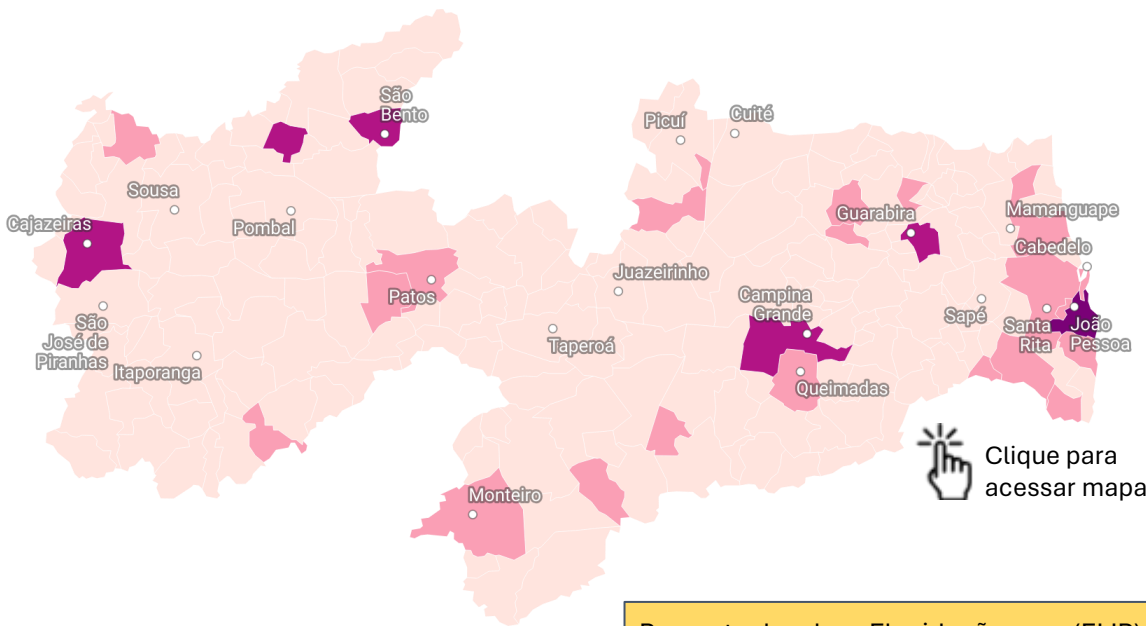 São
Bento
Picuí
Cuité
Sousa
Cajazeiras
Pombal
Guarabira
Mamanguape
Cabedelo
Juazeirinho
Patos
Campina
Grande
São
José de
Piranhas
Itaporanga
Taperoá
Sapé
Santa
Rita
João
Pessoa
Queimadas
Monteiro
Clique para
acessar mapa